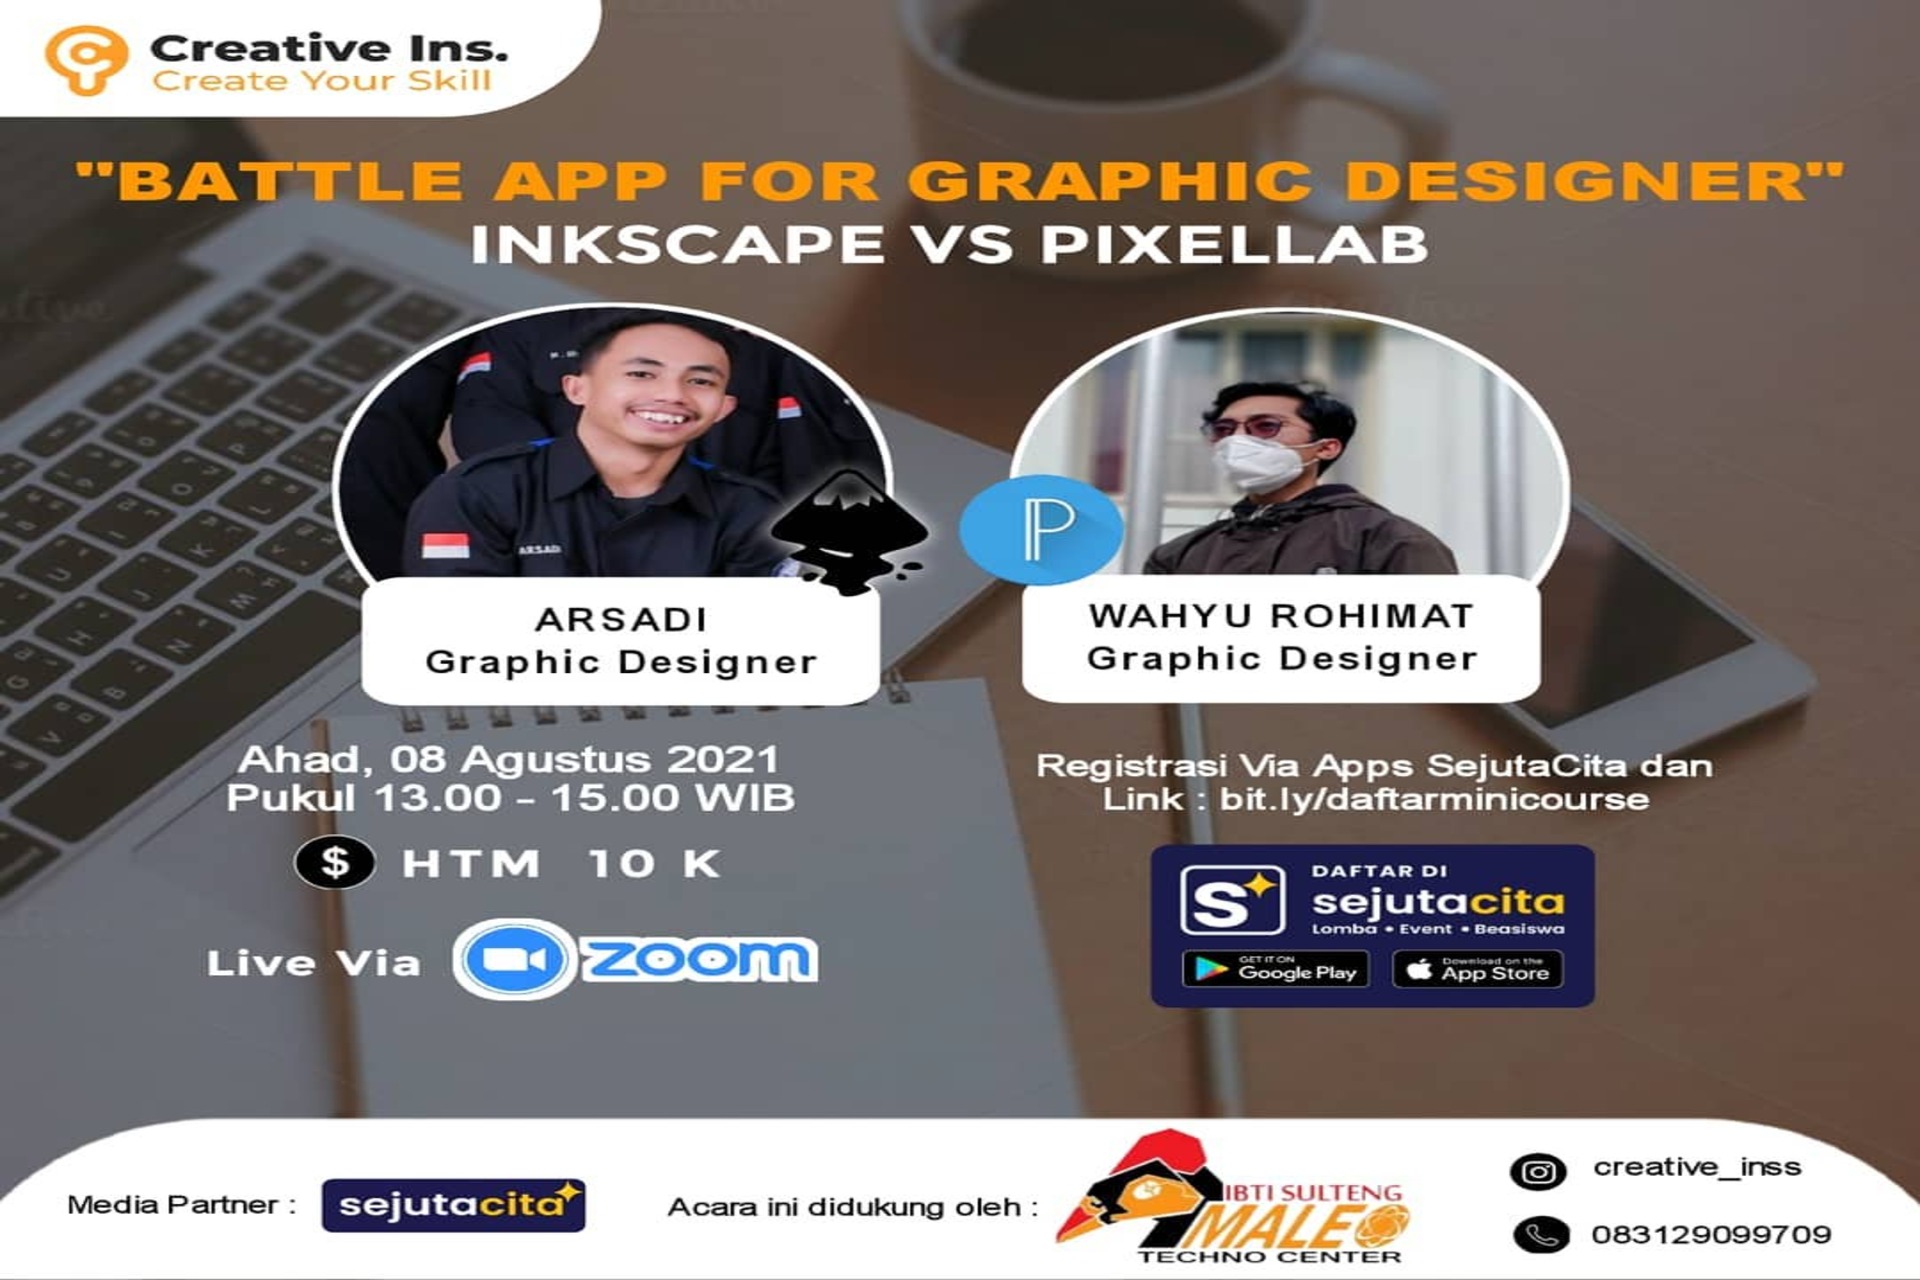 Creative Ins.
Create Your Skill
"BATTLE APP FOR GRAPHIC DESIGNER"
INKSCAPE VS PIXELLAB
ARSADI
ARSADI
Graphic Designer
WAHYU ROHIMAT
Graphic Designer
Ahad, 08 Agustus 2021
Pukul 13.00 - 15.00 WIB
$ HTM 10 K
Live Via zoom
Registrasi Via Apps SejutaCita dan
Link : bit.ly/daftarminicourse
DAFTAR DI
sejutacita
Lomba • Event • Beasiswa
GET IT ON
Google Play
Download on the
App Store
Media Partner : sejutacita
Acara ini didukung oleh :
IBTI SULTENG
MALEO
TECHNO CENTER
creative_inss
083129099709